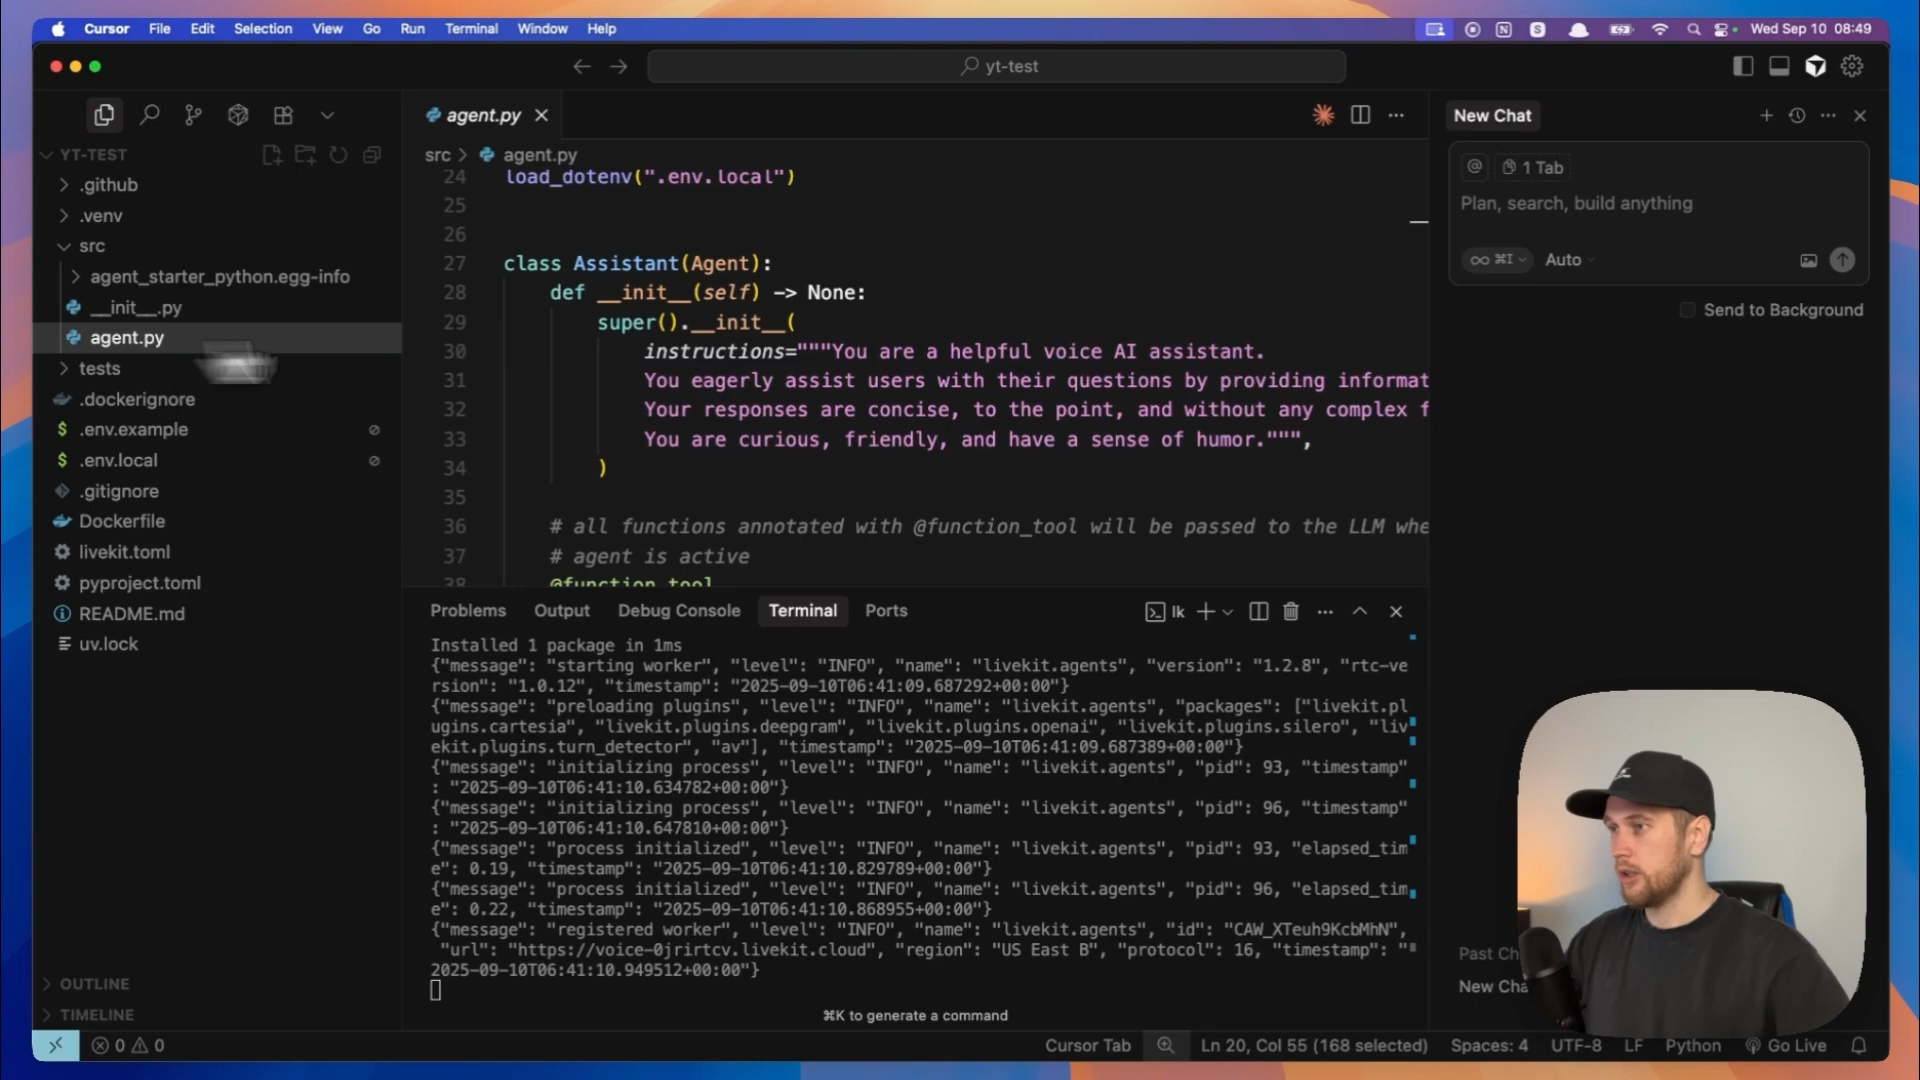 Cursor File Edit Selection View Go Run Terminal Window Help
Wed Sep 10 08:49
yt-test
agent.py
New Chat
YT-TEST
src > agent.py
1 Tab
.github
24 load_dotenv(".env.local")
Plan, search, build anything
.venv
25
src
26
∞ ⌘I Auto
27 class Assistant(Agent):
agent_starter_python.egg-info
28 def __init__(self) -> None:
__init__.py
Send to Background
29 super().__init__(
agent.py
30 instructions="""You are a helpful voice AI assistant.
tests
31 You eagerly assist users with their questions by providing informat
.dockerignore
32 Your responses are concise, to the point, and without any complex f
.env.example
33 You are curious, friendly, and have a sense of humor.""",
.env.local
34 )
.gitignore
35
Dockerfile
36 # all functions annotated with @function_tool will be passed to the LLM whe
livekit.toml
37 # agent is active
pyproject.toml
38 @function_tool
README.md
Problems Output Debug Console Terminal Ports
lk
uv.lock
Installed 1 package in 1ms
{"message": "starting worker", "level": "INFO", "name": "livekit.agents", "version": "1.2.8", "rtc-ve
rsion": "1.0.12", "timestamp": "2025-09-10T06:41:09.687292+00:00"}
{"message": "preloading plugins", "level": "INFO", "name": "livekit.agents", "packages": ["livekit.pl
ugins.cartesia", "livekit.plugins.deepgram", "livekit.plugins.openai", "livekit.plugins.silero", "liv
ekit.plugins.turn_detector", "av"], "timestamp": "2025-09-10T06:41:09.687389+00:00"}
{"message": "initializing process", "level": "INFO", "name": "livekit.agents", "pid": 93, "timestamp"
: "2025-09-10T06:41:10.634782+00:00"}
{"message": "initializing process", "level": "INFO", "name": "livekit.agents", "pid": 96, "timestamp"
: "2025-09-10T06:41:10.647810+00:00"}
{"message": "process initialized", "level": "INFO", "name": "livekit.agents", "pid": 93, "elapsed_tim
e": 0.19, "timestamp": "2025-09-10T06:41:10.829789+00:00"}
{"message": "process initialized", "level": "INFO", "name": "livekit.agents", "pid": 96, "elapsed_tim
e": 0.22, "timestamp": "2025-09-10T06:41:10.868955+00:00"}
{"message": "registered worker", "level": "INFO", "name": "livekit.agents", "id": "CAW_XTeuh9KcbMhN",
"url": "https://voice-0jrirtcv.livekit.cloud", "region": "US East B", "protocol": 16, "timestamp": "
2025-09-10T06:41:10.949512+00:00"}
Past Ch
New Cha
OUTLINE
TIMELINE
⌘K to generate a command
0 0
Cursor Tab
Ln 20, Col 55 (168 selected) Spaces: 4 UTF-8 LF Python Go Live